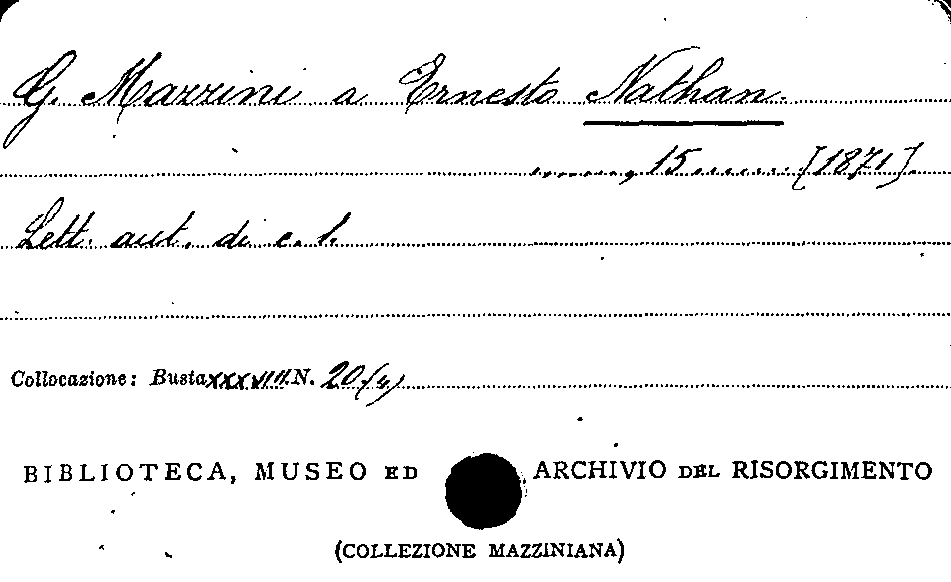 G. Mazzini a Ernesto Nathan.
........, 15 ........ [1871].
Lett. aut. di c. 1.
Collocazione: Busta XXXVIII. N. 20 (4)
BIBLIOTECA, MUSEO ED ARCHIVIO DEL RISORGIMENTO
(COLLEZIONE MAZZINIANA)